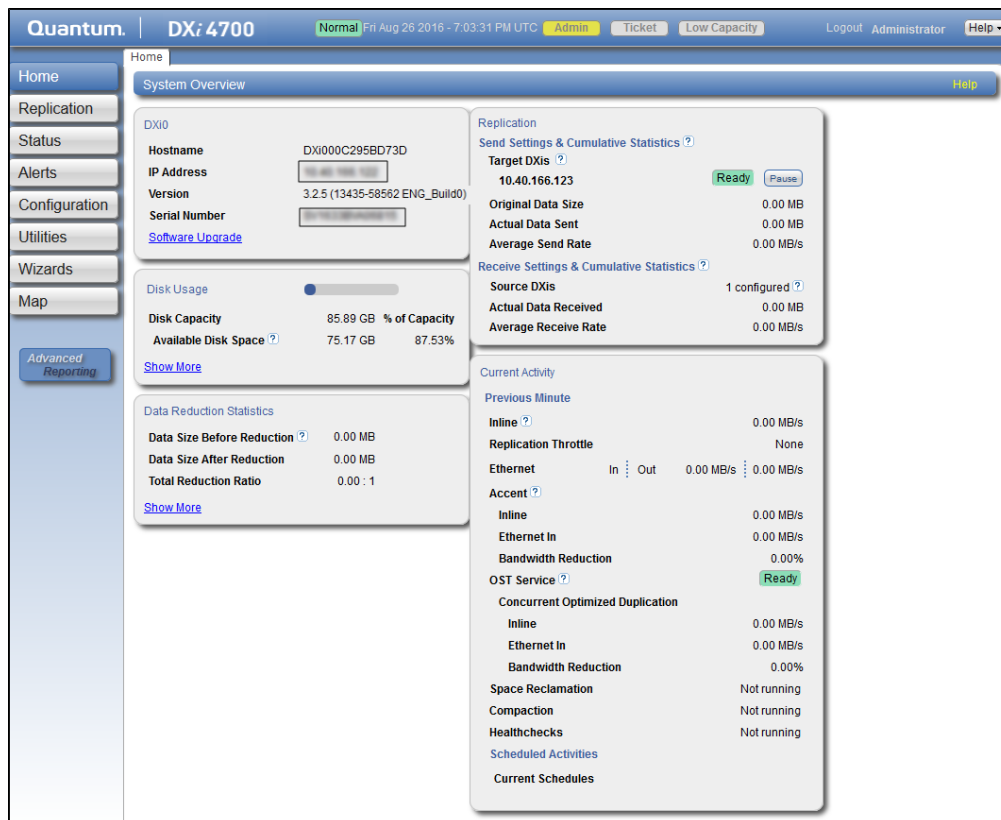 Quantum. DXi 4700 Normal Fri Aug 26 2016 - 7:03:31 PM UTC Admin Ticket Low Capacity Logout Administrator Help
Home
Home
Replication
Status
Alerts
Configuration
Utilities
Wizards
Map
Advanced
Reporting
System Overview Help
DXi0
Hostname DXi000C295BD73D
IP Address
Version 3.2.5 (13435-58562 ENG_Build0)
Serial Number
Software Upgrade
Disk Usage
Disk Capacity 85.89 GB % of Capacity
Available Disk Space ? 75.17 GB 87.53%
Show More
Data Reduction Statistics
Data Size Before Reduction ? 0.00 MB
Data Size After Reduction 0.00 MB
Total Reduction Ratio 0.00 : 1
Show More
Replication
Send Settings & Cumulative Statistics ?
Target DXis ?
10.40.166.123 Ready Pause
Original Data Size 0.00 MB
Actual Data Sent 0.00 MB
Average Send Rate 0.00 MB/s
Receive Settings & Cumulative Statistics ?
Source DXis 1 configured ?
Actual Data Received 0.00 MB
Average Receive Rate 0.00 MB/s
Current Activity
Previous Minute
Inline ? 0.00 MB/s
Replication Throttle None
Ethernet In Out 0.00 MB/s 0.00 MB/s
Accent ?
Inline 0.00 MB/s
Ethernet In 0.00 MB/s
Bandwidth Reduction 0.00%
OST Service ? Ready
Concurrent Optimized Duplication
Inline 0.00 MB/s
Ethernet In 0.00 MB/s
Bandwidth Reduction 0.00%
Space Reclamation Not running
Compaction Not running
Healthchecks Not running
Scheduled Activities
Current Schedules